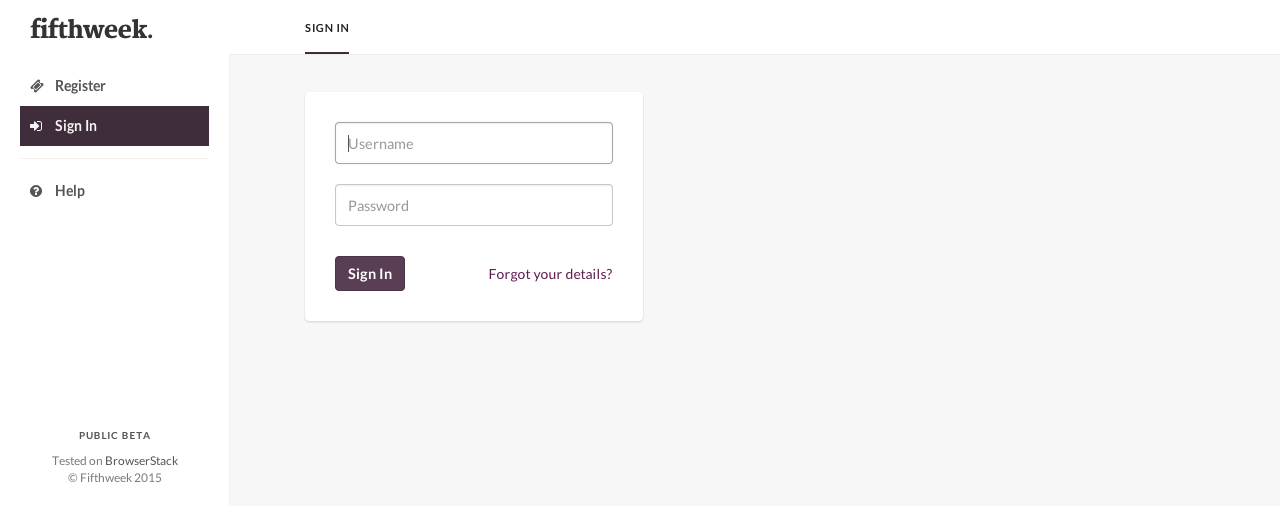 fifthweek.
SIGN IN
Register
Sign In
Help
Username
Password
Sign In
Forgot your details?
PUBLIC BETA
Tested on BrowserStack
© Fifthweek 2015